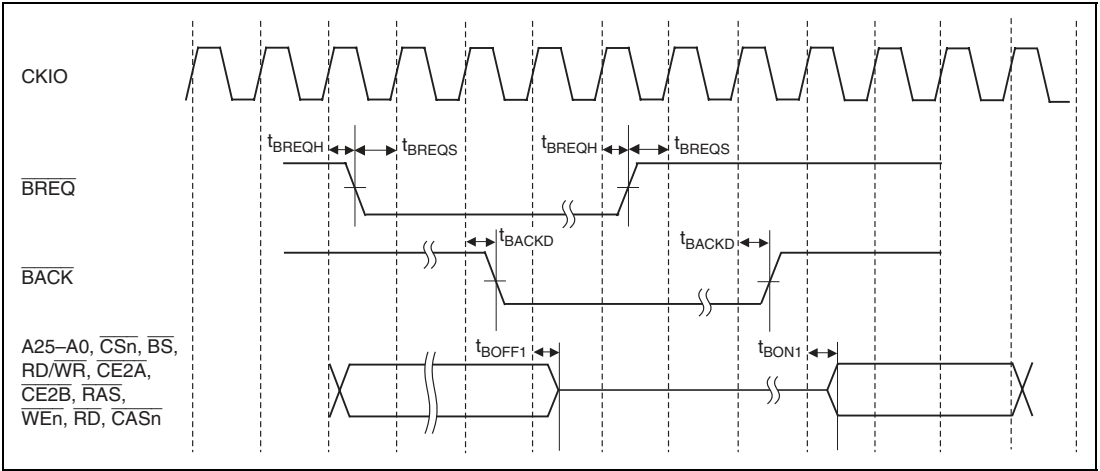 CKIO
tBREQH tBREQS tBREQH tBREQS
BREQ
tBACKD tBACKD
BACK
A25–A0, CSn, BS,
RD/WR, CE2A,
CE2B, RAS,
WEn, RD, CASn
tBOFF1 tBON1